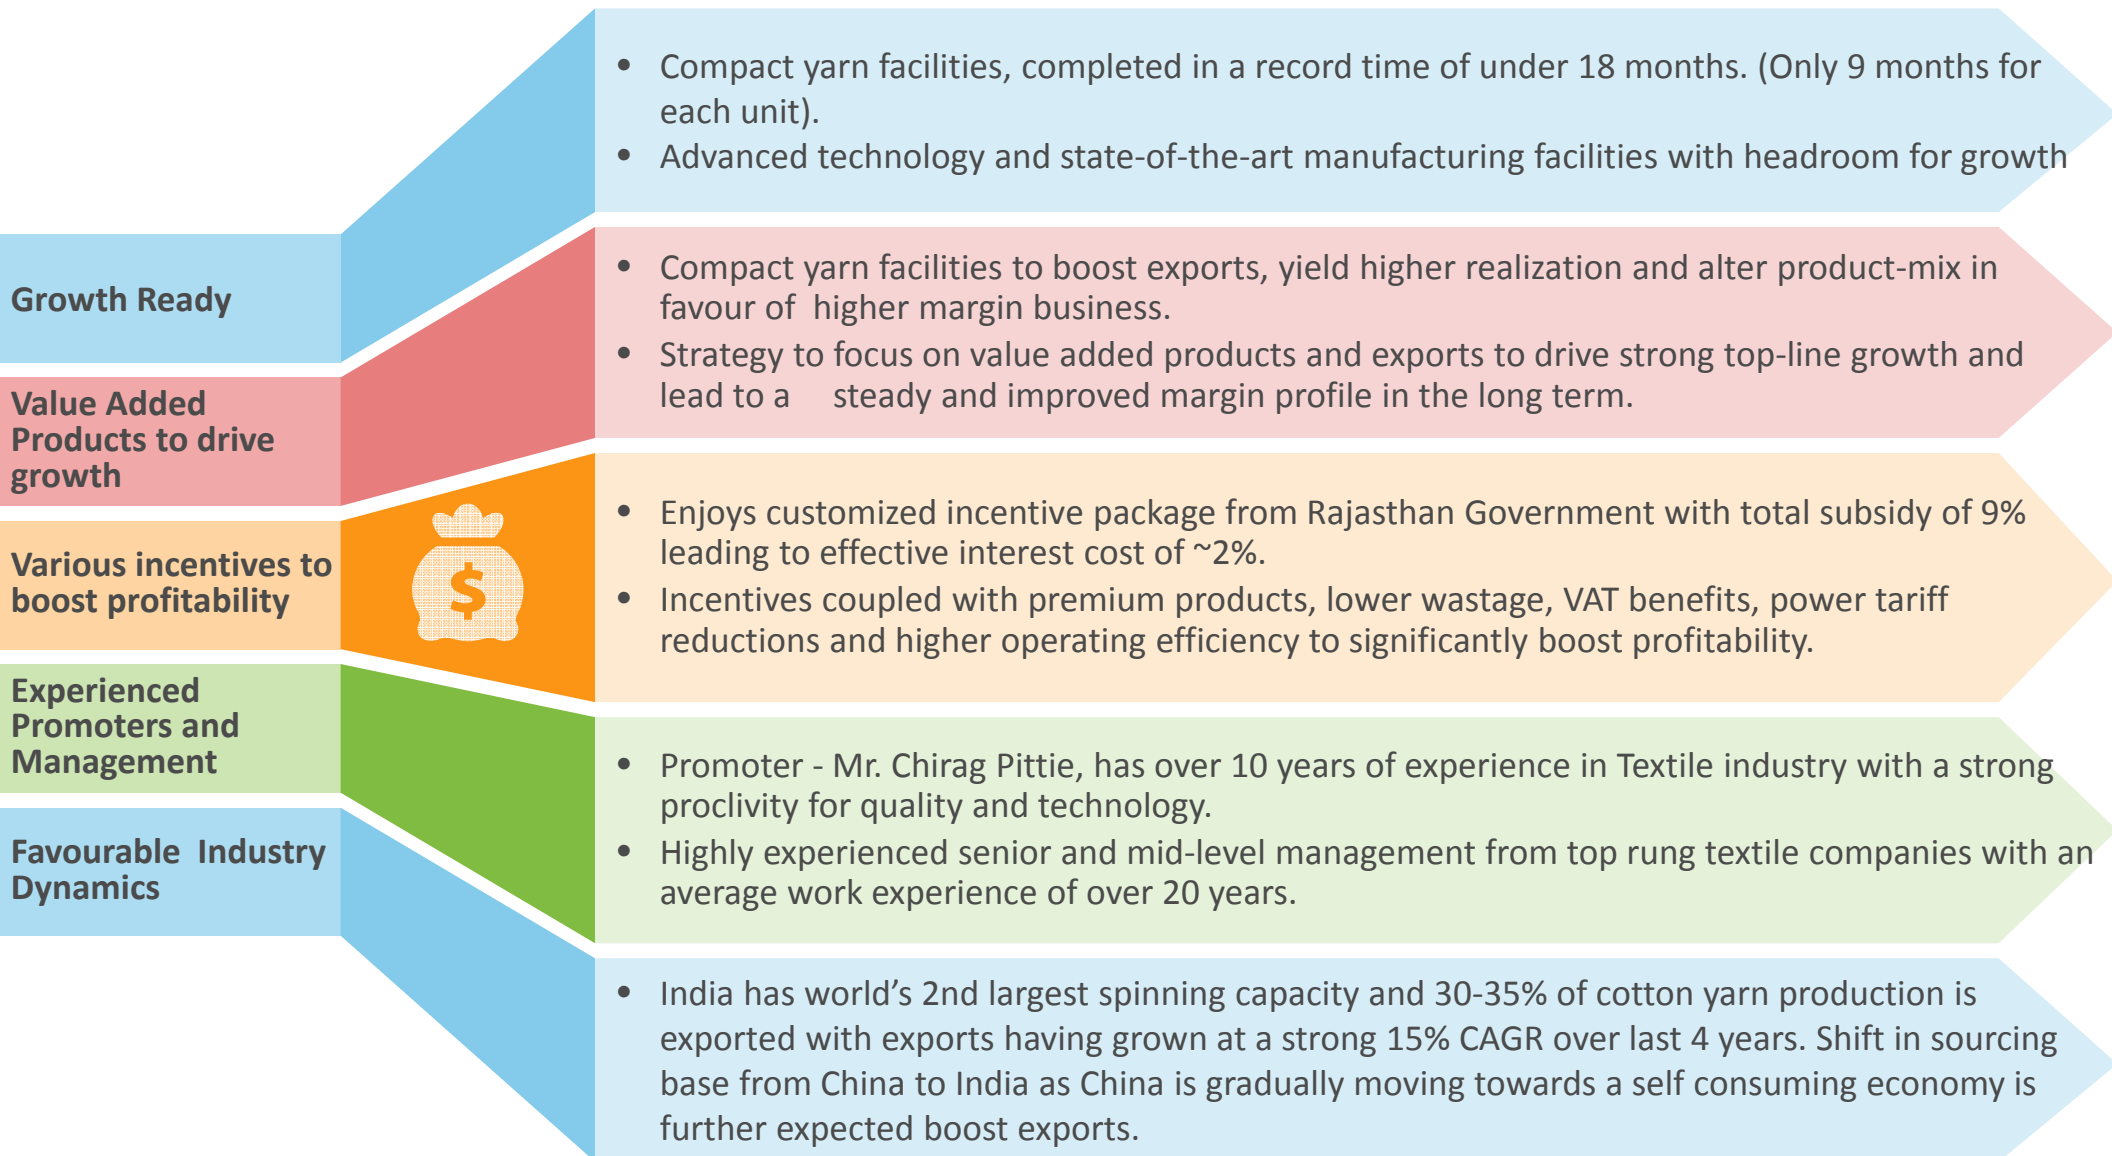 Growth Ready
• Compact yarn facilities, completed in a record time of under 18 months. (Only 9 months for
each unit).
• Advanced technology and state-of-the-art manufacturing facilities with headroom for growth
Value Added
Products to drive
growth
• Compact yarn facilities to boost exports, yield higher realization and alter product-mix in
favour of  higher margin business.
• Strategy to focus on value added products and exports to drive strong top-line growth and
lead to a    steady and improved margin profile in the long term.
Various incentives to
boost profitability
$
• Enjoys customized incentive package from Rajasthan Government with total subsidy of 9%
leading to effective interest cost of ~2%.
• Incentives coupled with premium products, lower wastage, VAT benefits, power tariff
reductions and higher operating efficiency to significantly boost profitability.
Experienced
Promoters and
Management
• Promoter - Mr. Chirag Pittie, has over 10 years of experience in Textile industry with a strong
proclivity for quality and technology.
• Highly experienced senior and mid-level management from top rung textile companies with an
average work experience of over 20 years.
Favourable  Industry
Dynamics
• India has world’s 2nd largest spinning capacity and 30-35% of cotton yarn production is
exported with exports having grown at a strong 15% CAGR over last 4 years. Shift in sourcing
base from China to India as China is gradually moving towards a self consuming economy is
further expected boost exports.